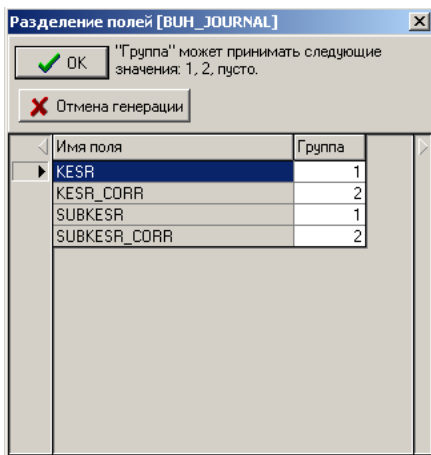 Разделение полей [BUH_JOURNAL]
OK
"Группа" может принимать следующие
значения: 1, 2, пусто.
Отмена генерации
Имя поля Группа
KESR 1
KESR_CORR 2
SUBKESR 1
SUBKESR_CORR 2